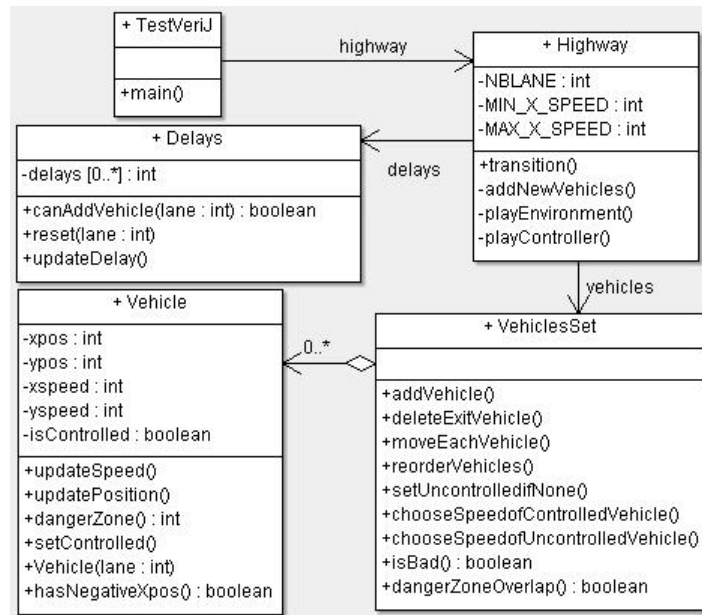 + TestVeriJ
+main()
highway
+ Highway
-NBLANE : int
-MIN_X_SPEED : int
-MAX_X_SPEED : int
+transition()
-addNewVehicles()
-playEnvironment()
-playController()
+ Delays
-delays [0..*] : int
+canAddVehicle(lane : int) : boolean
+reset(lane : int)
+updateDelay()
delays
vehicles
+ Vehicle
-xpos : int
-ypos : int
-xspeed : int
-yspeed : int
-isControlled : boolean
+updateSpeed()
+updatePosition()
+dangerZone() : int
+setControlled()
+Vehicle(lane : int)
+hasNegativeXpos() : boolean
0..*
+ VehiclesSet
+addVehicle()
+deleteExitVehicle()
+moveEachVehicle()
+reorderVehicles()
+setUncontrolledifNone()
+chooseSpeedofControlledVehicle()
+chooseSpeedofUncontrolledVehicle()
+isBad() : boolean
+dangerZoneOverlap() : boolean